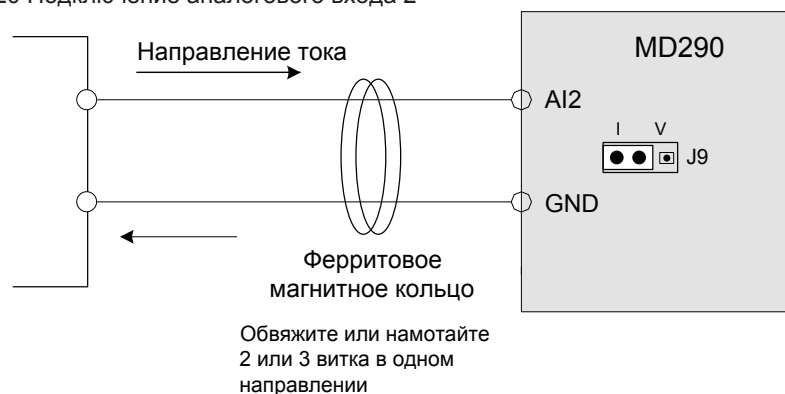 Подключение аналогового входа 2
Направление тока
MD290
AI2
I V
J9
GND
Ферритовое
магнитное кольцо
Обвяжите или намотайте
2 или 3 витка в одном
направлении